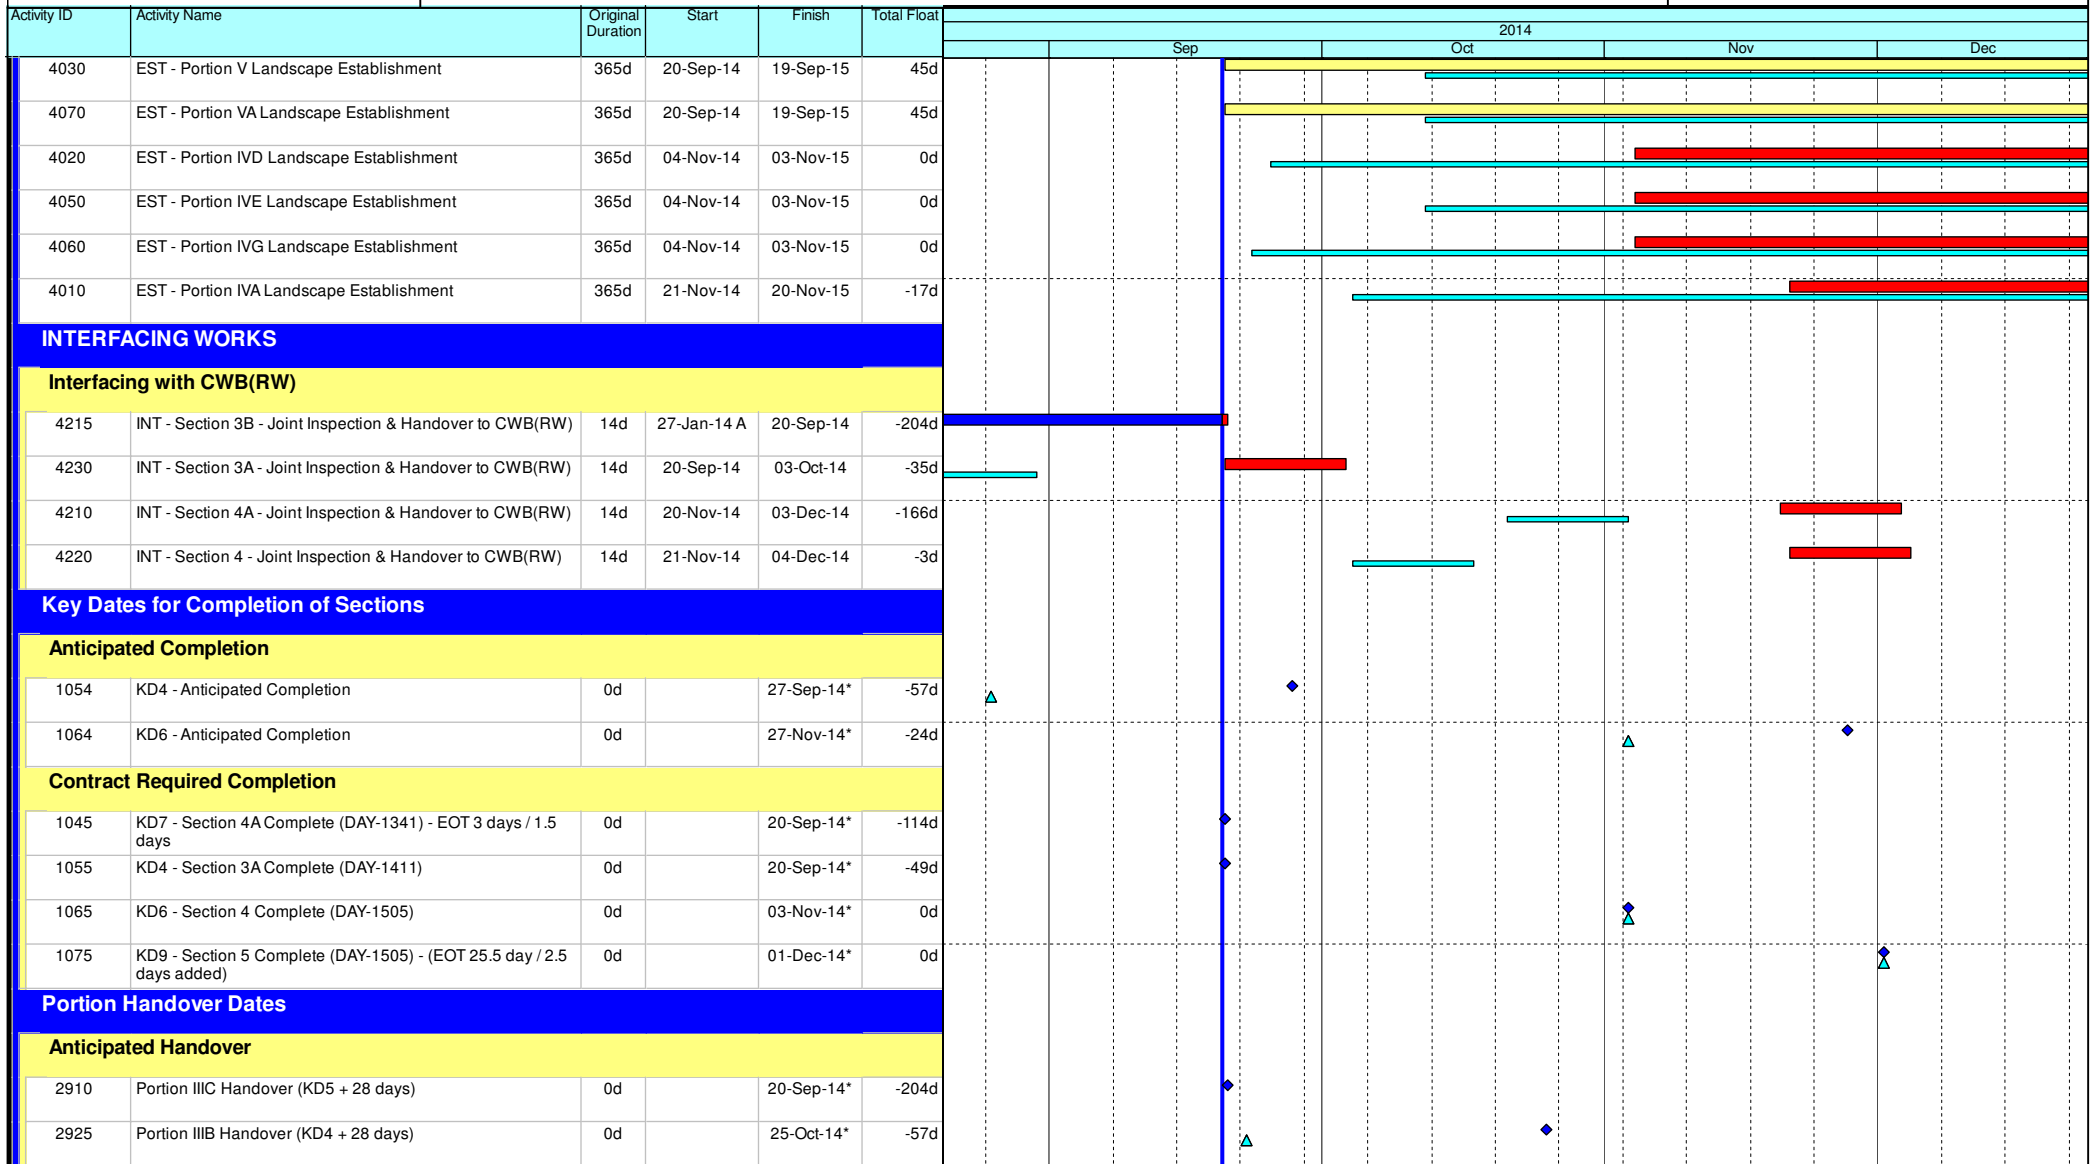 Activity ID Activity Name Original Duration Start Finish Total Float
2014
Sep Oct Nov Dec
4030 EST - Portion V Landscape Establishment 365d 20-Sep-14 19-Sep-15 45d
4070 EST - Portion VA Landscape Establishment 365d 20-Sep-14 19-Sep-15 45d
4020 EST - Portion IVD Landscape Establishment 365d 04-Nov-14 03-Nov-15 0d
4050 EST - Portion IVE Landscape Establishment 365d 04-Nov-14 03-Nov-15 0d
4060 EST - Portion IVG Landscape Establishment 365d 04-Nov-14 03-Nov-15 0d
4010 EST - Portion IVA Landscape Establishment 365d 21-Nov-14 20-Nov-15 -17d
INTERFACING WORKS
Interfacing with CWB(RW)
4215 INT - Section 3B - Joint Inspection & Handover to CWB(RW) 14d 27-Jan-14 A 20-Sep-14 -204d
4230 INT - Section 3A - Joint Inspection & Handover to CWB(RW) 14d 20-Sep-14 03-Oct-14 -35d
4210 INT - Section 4A - Joint Inspection & Handover to CWB(RW) 14d 20-Nov-14 03-Dec-14 -166d
4220 INT - Section 4 - Joint Inspection & Handover to CWB(RW) 14d 21-Nov-14 04-Dec-14 -3d
Key Dates for Completion of Sections
Anticipated Completion
1054 KD4 - Anticipated Completion 0d 27-Sep-14* -57d
1064 KD6 - Anticipated Completion 0d 27-Nov-14* -24d
Contract Required Completion
1045 KD7 - Section 4A Complete (DAY-1341) - EOT 3 days / 1.5 0d 20-Sep-14* -114d
days
1055 KD4 - Section 3A Complete (DAY-1411) 0d 20-Sep-14* -49d
1065 KD6 - Section 4 Complete (DAY-1505) 0d 03-Nov-14* 0d
1075 KD9 - Section 5 Complete (DAY-1505) - (EOT 25.5 day / 2.5 0d 01-Dec-14* 0d
days added)
Portion Handover Dates
Anticipated Handover
2910 Portion IIIC Handover (KD5 + 28 days) 0d 20-Sep-14* -204d
2925 Portion IIIB Handover (KD4 + 28 days) 0d 25-Oct-14* -57d